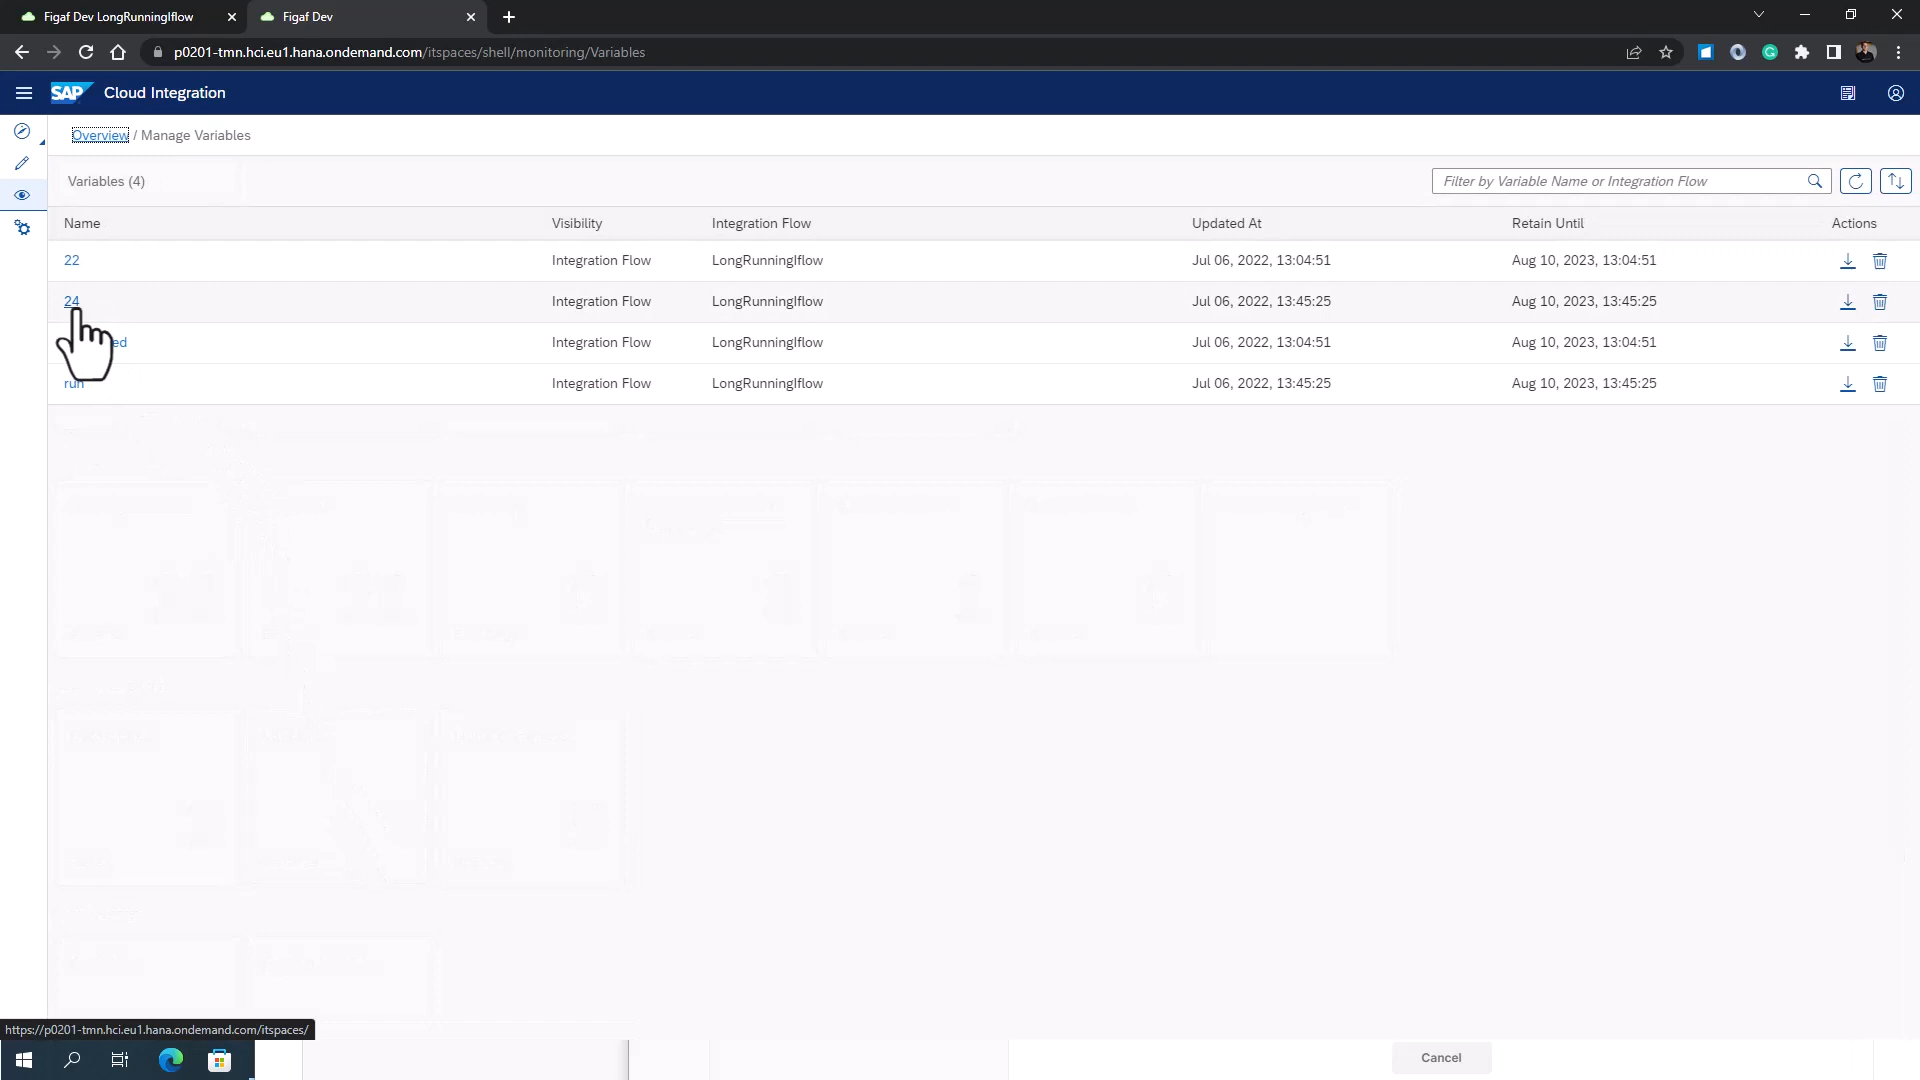 Figaf Dev LongRunningIflow
Figaf Dev
p0201-tmn.hci.eu1.hana.ondemand.com/itspaces/shell/monitoring/Variables
SAP Cloud Integration
Overview / Manage Variables
Variables (4)
Filter by Variable Name or Integration Flow
Name Visibility Integration Flow Updated At Retain Until Actions
22 Integration Flow LongRunningIflow Jul 06, 2022, 13:04:51 Aug 10, 2023, 13:04:51
24 Integration Flow LongRunningIflow Jul 06, 2022, 13:45:25 Aug 10, 2023, 13:45:25
ed Integration Flow LongRunningIflow Jul 06, 2022, 13:04:51 Aug 10, 2023, 13:04:51
run Integration Flow LongRunningIflow Jul 06, 2022, 13:45:25 Aug 10, 2023, 13:45:25
https://p0201-tmn.hci.eu1.hana.ondemand.com/itspaces/
Cancel